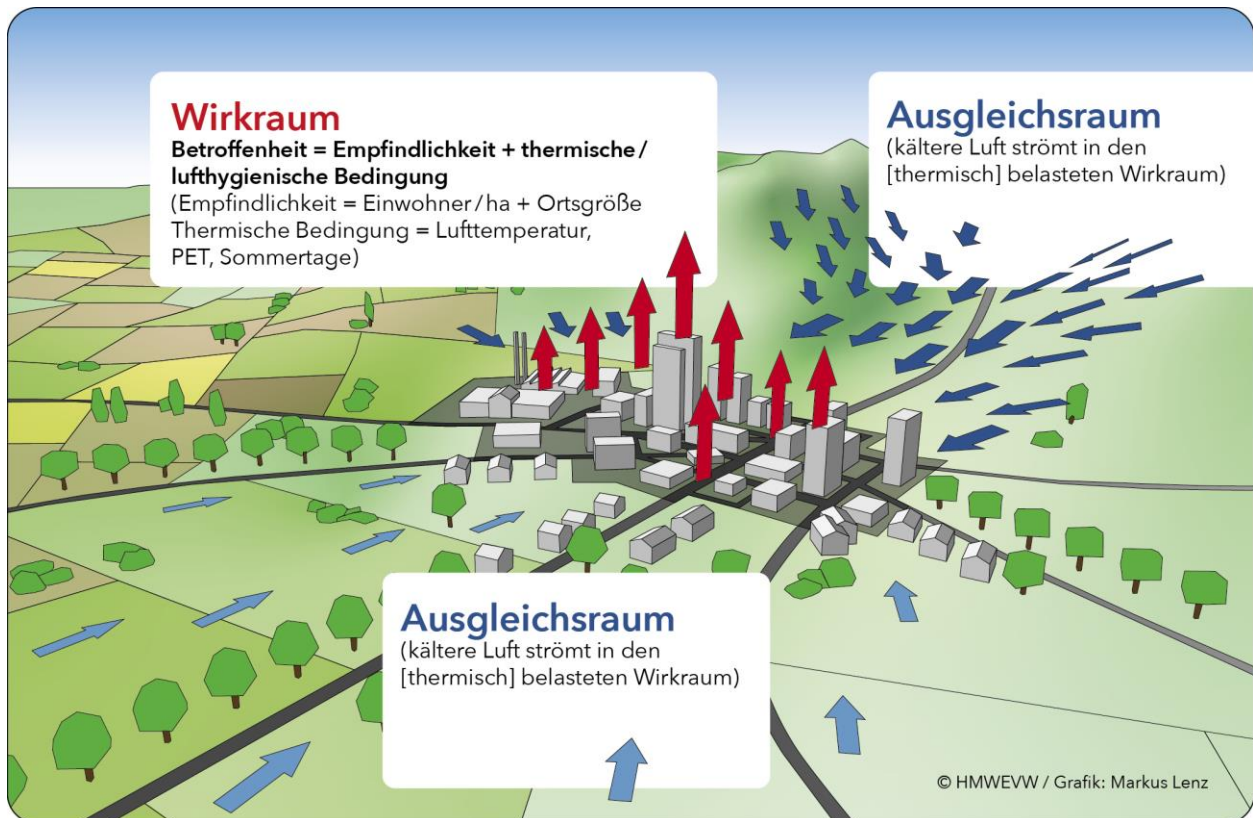 Wirkraum
Betroffenheit = Empfindlichkeit + thermische/
lufthygienische Bedingung
(Empfindlichkeit = Einwohner/ha + Ortsgröße
Thermische Bedingung = Lufttemperatur,
PET, Sommertage)
Ausgleichsraum
(kältere Luft strömt in den
[thermisch] belasteten Wirkraum)
Ausgleichsraum
(kältere Luft strömt in den
[thermisch] belasteten Wirkraum)
© HMWEVW / Grafik: Markus Lenz